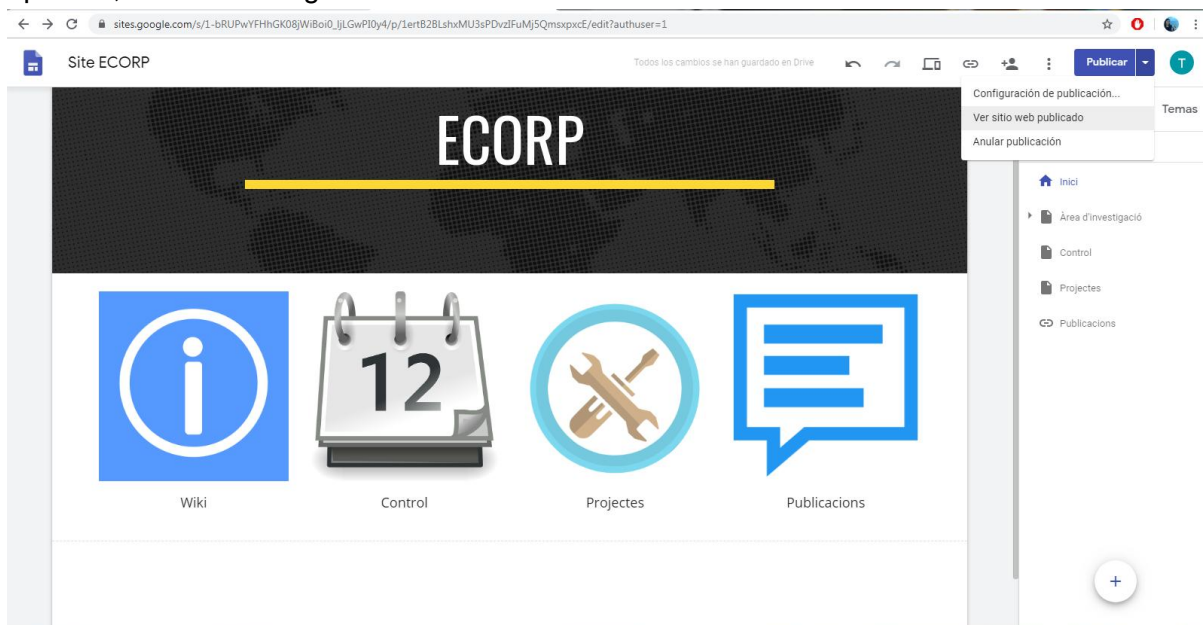 sites.google.com/s/1-bRUPwYFHhGK08jWiBoi0_IjLGwPI0y4/p/1ertB2BLshxMU3sPDvzIFuMj5QmsxpxcE/edit?authuser=1
Site ECORP
Todos los cambios se han guardado en Drive
Publicar
T
Configuración de publicación...
Ver sitio web publicado
Anular publicación
Temas
ECORP
Inici
Àrea d'investigació
Control
Projectes
Publicacions
12
Wiki
Control
Projectes
Publicacions